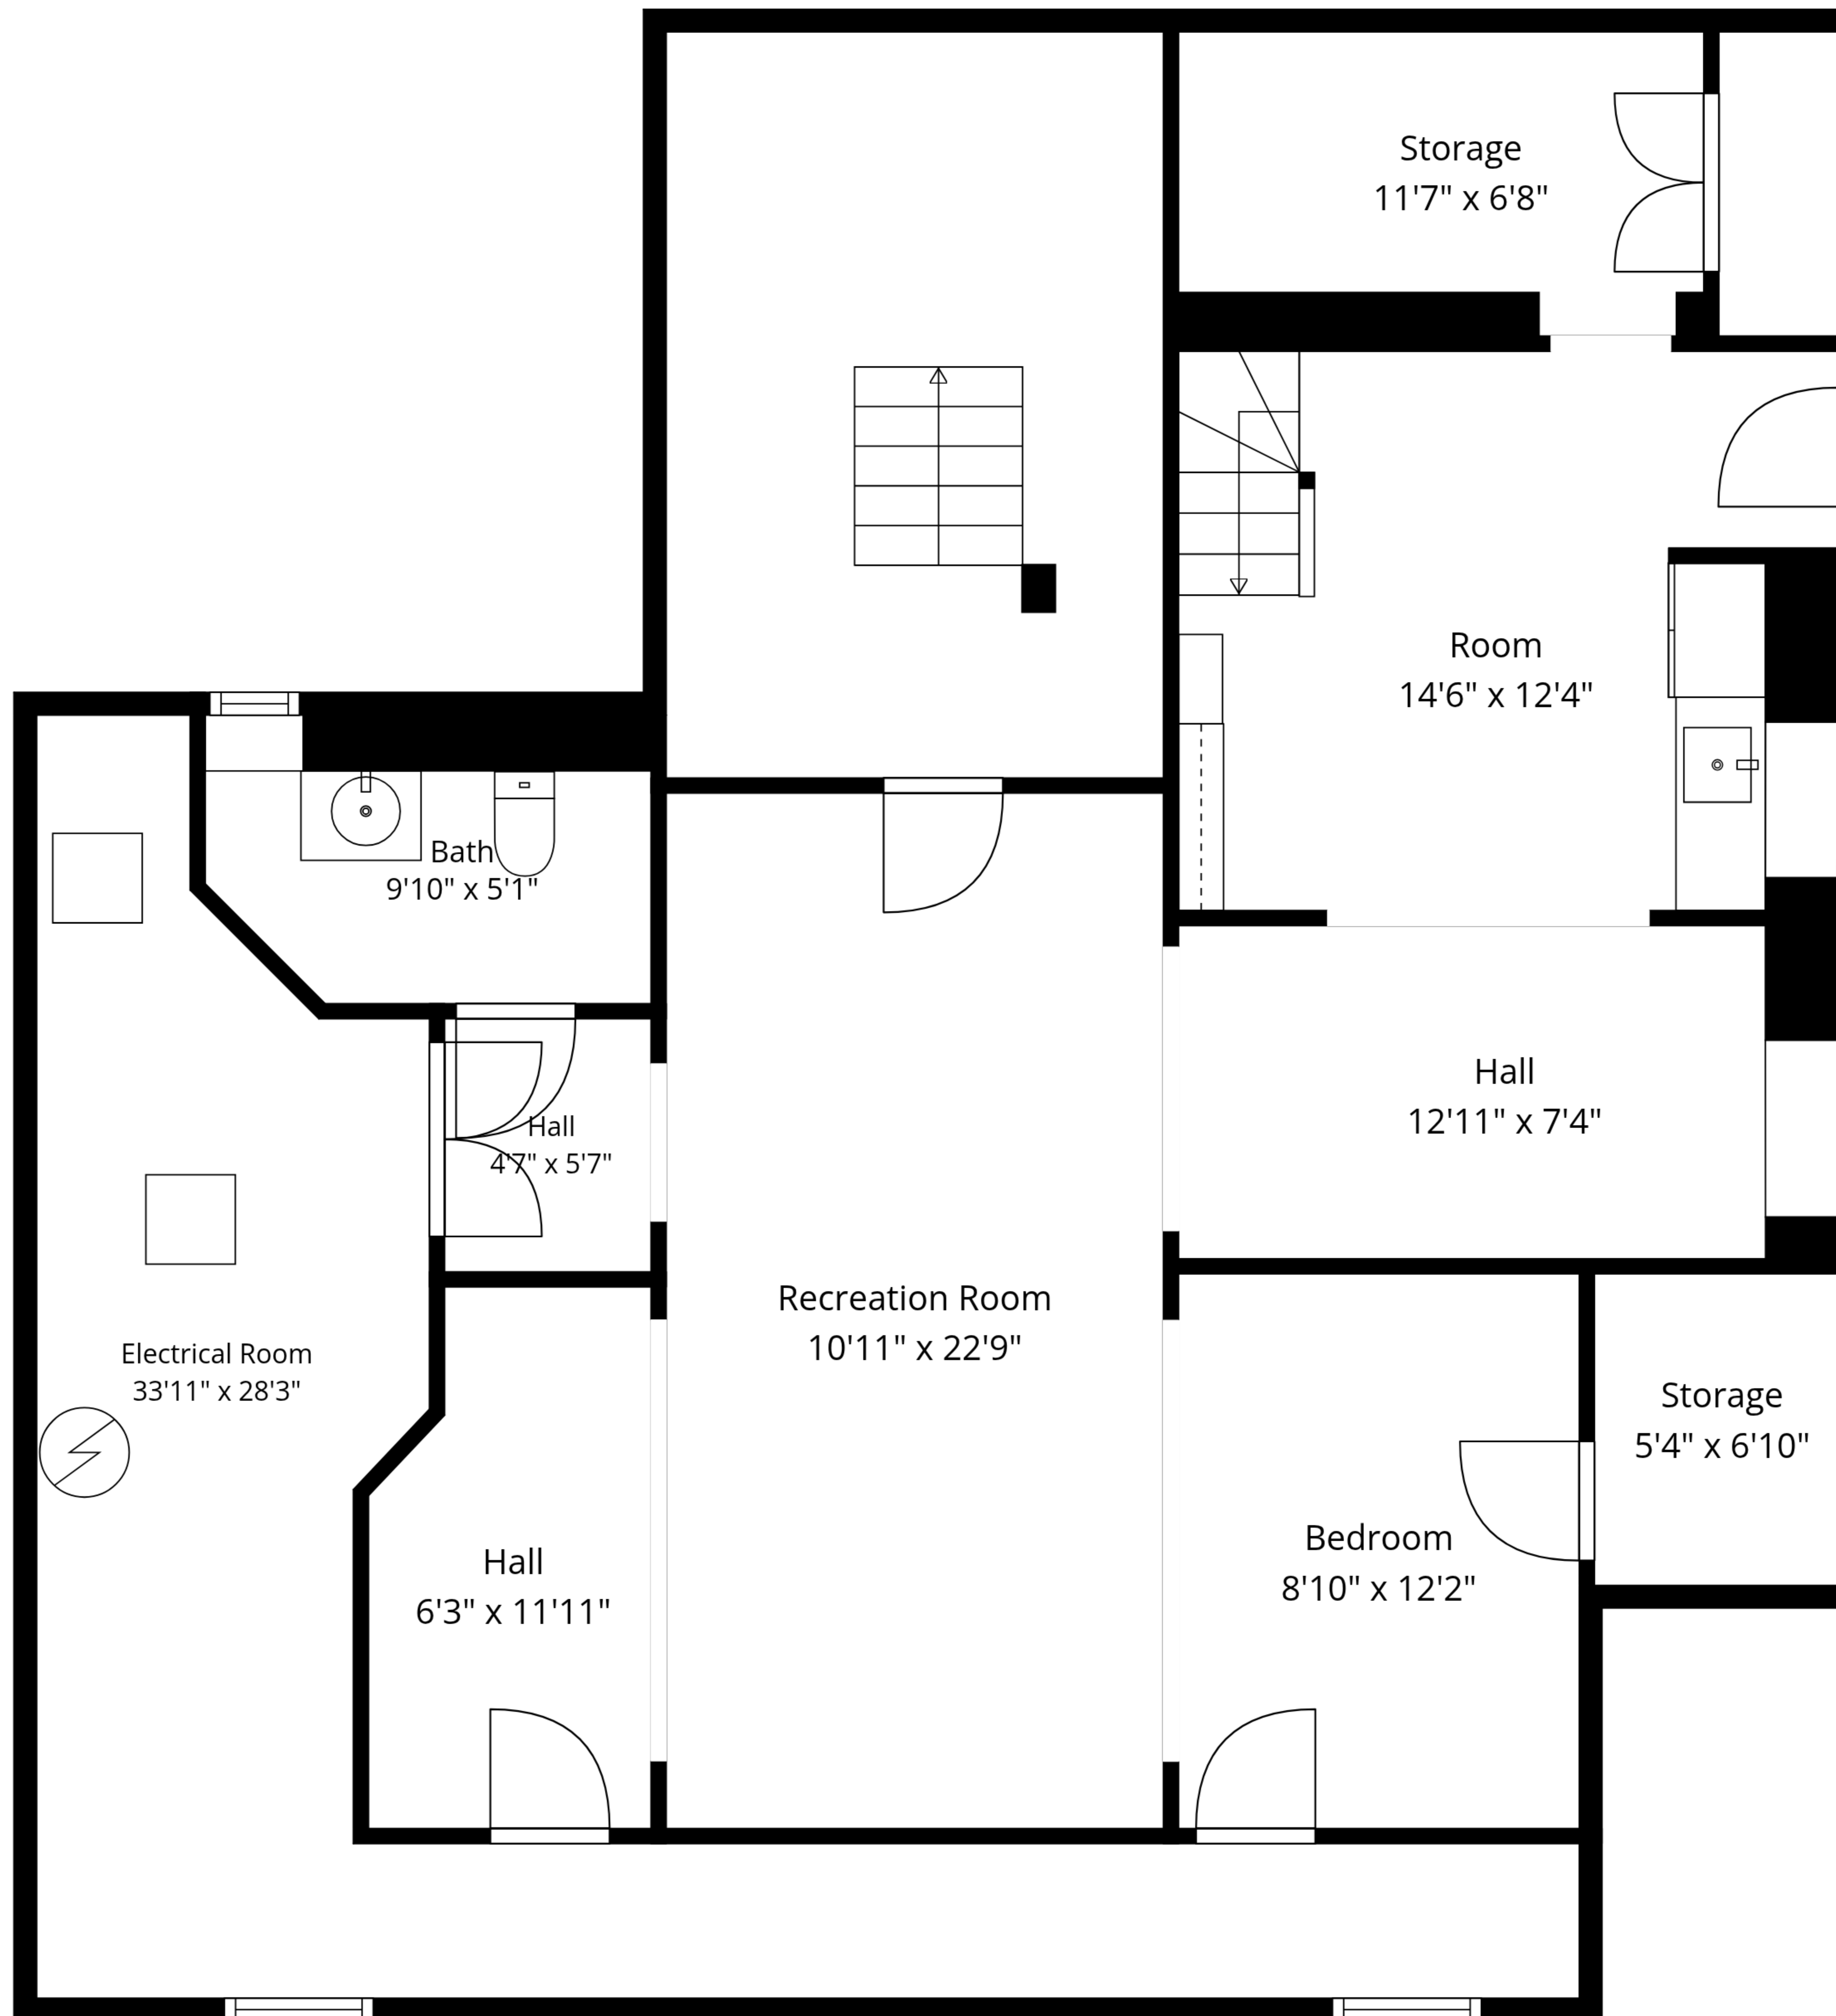 Storage
11'7" x 6'8"
Room
14'6" x 12'4"
Bath
9'10" x 5'1"
Hall
12'11" x 7'4"
Hall
4'7" x 5'7"
Recreation Room
10'11" x 22'9"
Electrical Room
33'11" x 28'3"
Storage
5'4" x 6'10"
Bedroom
8'10" x 12'2"
Hall
6'3" x 11'11"